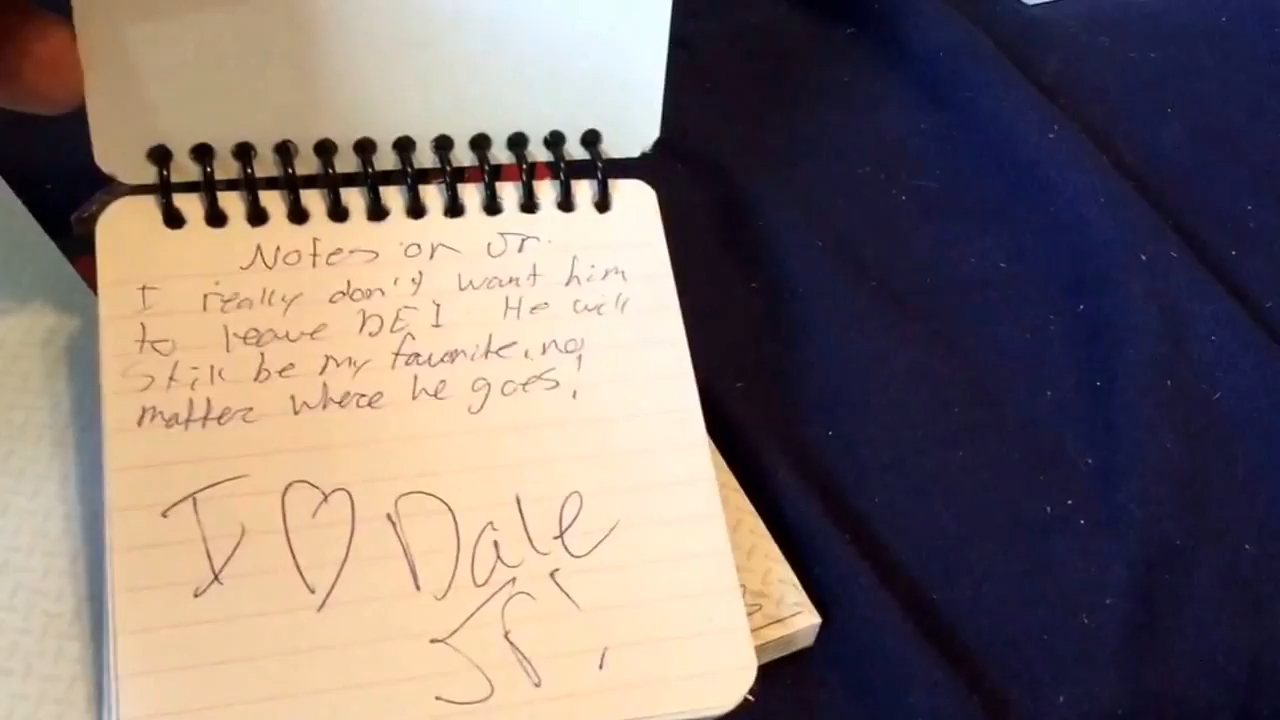 Notes on Jr.
I really don't want him
to leave DEI He will
still be my favorite, no
matter where he goes!
I ♡ Dale
Jr!